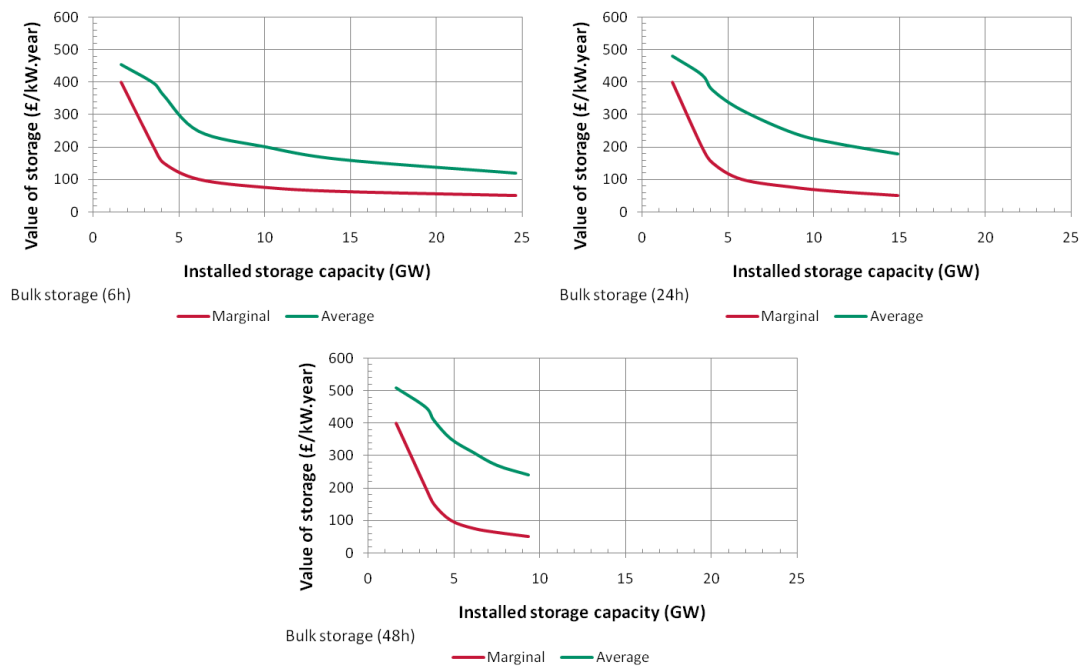 Value of storage (£/kW.year)
600
500
400
300
200
100
0
0 5 10 15 20 25
Installed storage capacity (GW)
Bulk storage (6h)
Marginal Average
Value of storage (£/kW.year)
600
500
400
300
200
100
0
0 5 10 15 20 25
Installed storage capacity (GW)
Bulk storage (24h)
Marginal Average
Value of storage (£/kW.year)
600
500
400
300
200
100
0
0 5 10 15 20 25
Installed storage capacity (GW)
Bulk storage (48h)
Marginal Average